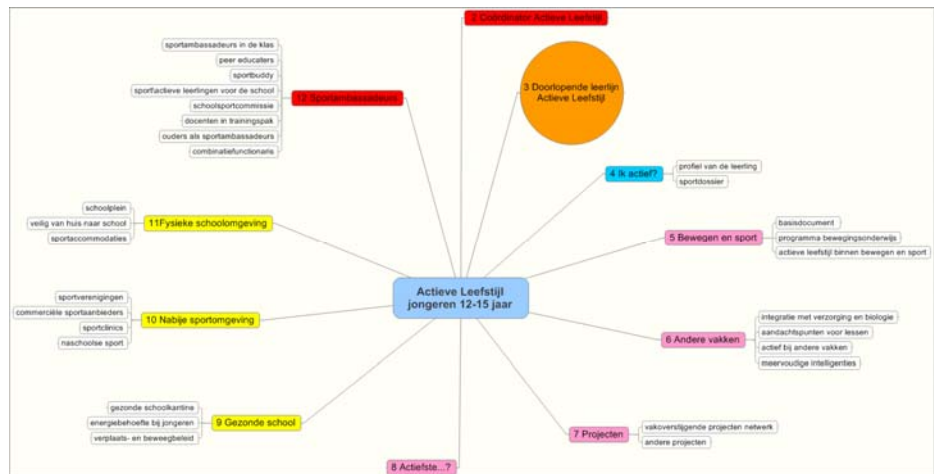 2 Coördinator Actieve Leefstijl
3 Doorlopende leerlijn
Actieve Leefstijl
4 Ik actief?
profiel van de leerling
sportdossier
5 Bewegen en sport
basisdocument
programma bewegingsonderwijs
actieve leefstijl binnen bewegen en sport
Actieve Leefstijl
jongeren 12-15 jaar
6 Andere vakken
integratie met verzorging en biologie
aandachtspunten voor lessen
actief bij andere vakken
meervoudige intelligenties
7 Projecten
vakoverstijgende projecten netwerk
andere projecten
8 Actiefste...?
9 Gezonde school
gezonde schoolkantine
energiebehoefte bij jongeren
verplaats- en beweegbeleid
10 Nabije sportomgeving
sportverenigingen
commerciële sportaanbieders
sportclinics
naschoolse sport
11Fysieke schoolomgeving
schoolplein
veilig van huis naar school
sportaccommodaties
12 Sportambassadeurs
sportambassadeurs in de klas
peer educaters
sportbuddy
sport\actieve leerlingen voor de school
schoolsportcommissie
docenten in trainingspak
ouders als sportambassadeurs
combinatiefunctionaris